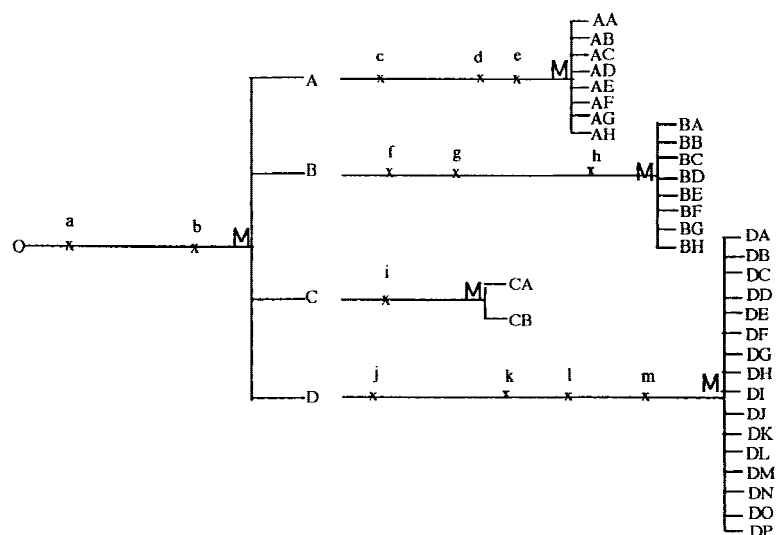 AA
AB
c d e M AC
A AD
AE
AF
AG
AH
BA
BB
f g h M BC
B BD
BE
BF
BG
a b M BH
O
DA
DB
i M CA DC
C DD
CB DE
DF
DG
j k l m M DH
D DI
DJ
DK
DL
DM
DN
DO
DP